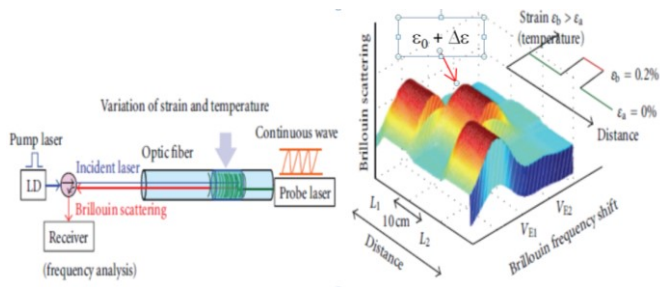 Variation of strain and temperature
Pump laser
Optic fiber
Continuous wave
Incident laser
LD
Probe laser
Brillouin scattering
Receiver
(frequency analysis)
Brillouin scattering
ε₀ + Δε
Strain εb > εa
(temperature)
εb = 0.2%
εa = 0%
Distance
L1
10 cm
L2
Distance
VE1
VE2
Brillouin frequency shift